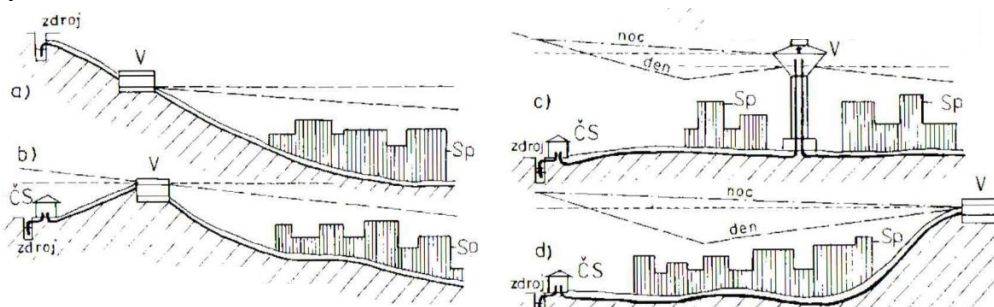 zdroj
V
a)
Sp
b)
V
ČS
zdroj
Sp
noc
V
den
c)
Sp
Sp
ČS
zdroj
noc
V
den
zdroj
d)
ČS
Sp